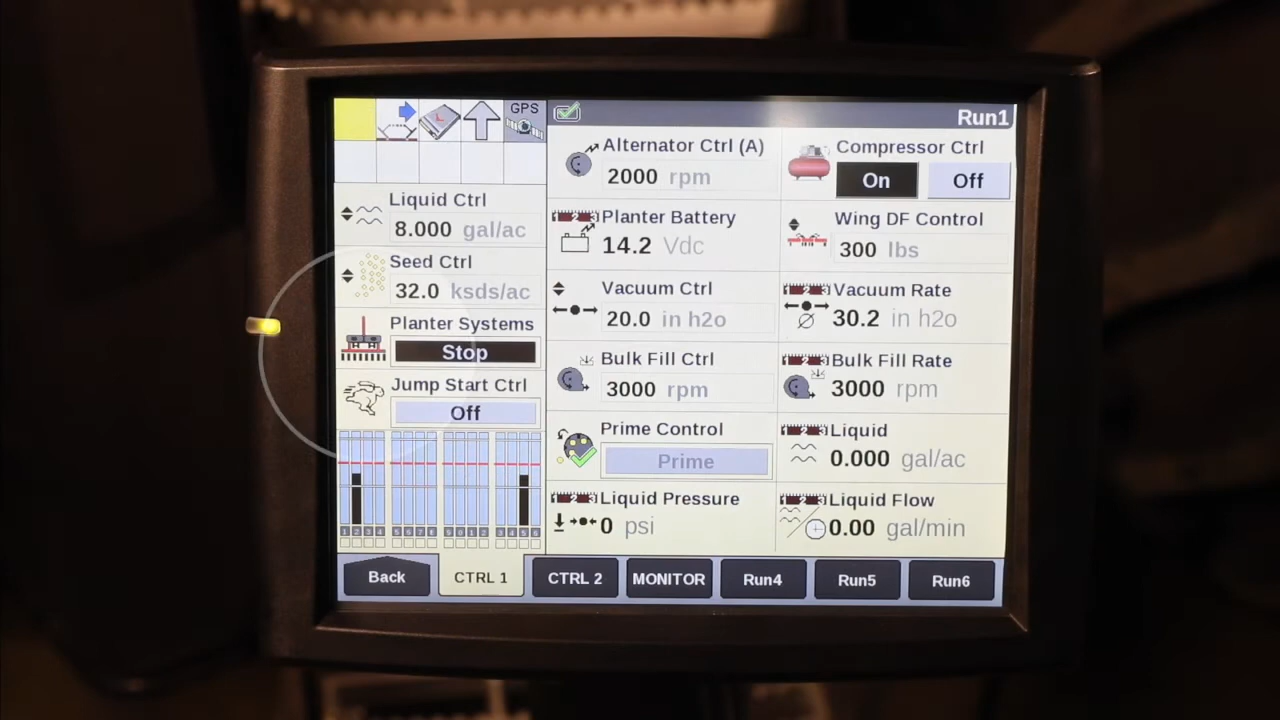 GPS
Run1
Liquid Ctrl
8.000 gal/ac
Seed Ctrl
32.0 ksds/ac
Planter Systems
Stop
Jump Start Ctrl
Off
Alternator Ctrl (A)
2000 rpm
Compressor Ctrl
On Off
Planter Battery
14.2 Vdc
Wing DF Control
300 lbs
Vacuum Ctrl
20.0 in h2o
Vacuum Rate
30.2 in h2o
Bulk Fill Ctrl
3000 rpm
Bulk Fill Rate
3000 rpm
Prime Control
Prime
Liquid
0.000 gal/ac
Liquid Pressure
0 psi
Liquid Flow
0.00 gal/min
Back CTRL 1 CTRL 2 MONITOR Run4 Run5 Run6